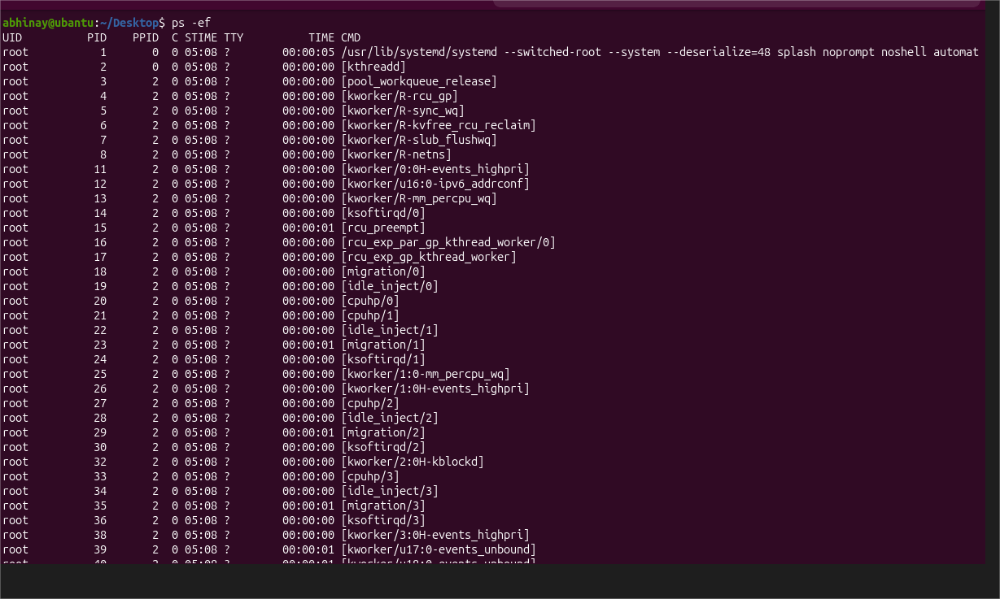 abhinay@ubantu:~/Desktop$ ps -ef
UID          PID    PPID  C STIME TTY          TIME CMD
root           1       0  0 05:08 ?        00:00:05 /usr/lib/systemd/systemd --switched-root --system --deserialize=48 splash noprompt noshell automat
root           2       0  0 05:08 ?        00:00:00 [kthreadd]
root           3       2  0 05:08 ?        00:00:00 [pool_workqueue_release]
root           4       2  0 05:08 ?        00:00:00 [kworker/R-rcu_gp]
root           5       2  0 05:08 ?        00:00:00 [kworker/R-sync_wq]
root           6       2  0 05:08 ?        00:00:00 [kworker/R-kvfree_rcu_reclaim]
root           7       2  0 05:08 ?        00:00:00 [kworker/R-slub_flushwq]
root           8       2  0 05:08 ?        00:00:00 [kworker/R-netns]
root          11       2  0 05:08 ?        00:00:00 [kworker/0:0H-events_highpri]
root          12       2  0 05:08 ?        00:00:00 [kworker/u16:0-ipv6_addrconf]
root          13       2  0 05:08 ?        00:00:00 [kworker/R-mm_percpu_wq]
root          14       2  0 05:08 ?        00:00:00 [ksoftirqd/0]
root          15       2  0 05:08 ?        00:00:01 [rcu_preempt]
root          16       2  0 05:08 ?        00:00:00 [rcu_exp_par_gp_kthread_worker/0]
root          17       2  0 05:08 ?        00:00:00 [rcu_exp_gp_kthread_worker]
root          18       2  0 05:08 ?        00:00:00 [migration/0]
root          19       2  0 05:08 ?        00:00:00 [idle_inject/0]
root          20       2  0 05:08 ?        00:00:00 [cpuhp/0]
root          21       2  0 05:08 ?        00:00:00 [cpuhp/1]
root          22       2  0 05:08 ?        00:00:00 [idle_inject/1]
root          23       2  0 05:08 ?        00:00:01 [migration/1]
root          24       2  0 05:08 ?        00:00:00 [ksoftirqd/1]
root          25       2  0 05:08 ?        00:00:00 [kworker/1:0-mm_percpu_wq]
root          26       2  0 05:08 ?        00:00:00 [kworker/1:0H-events_highpri]
root          27       2  0 05:08 ?        00:00:00 [cpuhp/2]
root          28       2  0 05:08 ?        00:00:00 [idle_inject/2]
root          29       2  0 05:08 ?        00:00:01 [migration/2]
root          30       2  0 05:08 ?        00:00:00 [ksoftirqd/2]
root          32       2  0 05:08 ?        00:00:00 [kworker/2:0H-kblockd]
root          33       2  0 05:08 ?        00:00:00 [cpuhp/3]
root          34       2  0 05:08 ?        00:00:00 [idle_inject/3]
root          35       2  0 05:08 ?        00:00:01 [migration/3]
root          36       2  0 05:08 ?        00:00:00 [ksoftirqd/3]
root          38       2  0 05:08 ?        00:00:00 [kworker/3:0H-events_highpri]
root          39       2  0 05:08 ?        00:00:01 [kworker/u17:0-events_unbound]
root          40       2  0 05:08 ?        00:00:01 [kworker/u18:0-events_unbound]